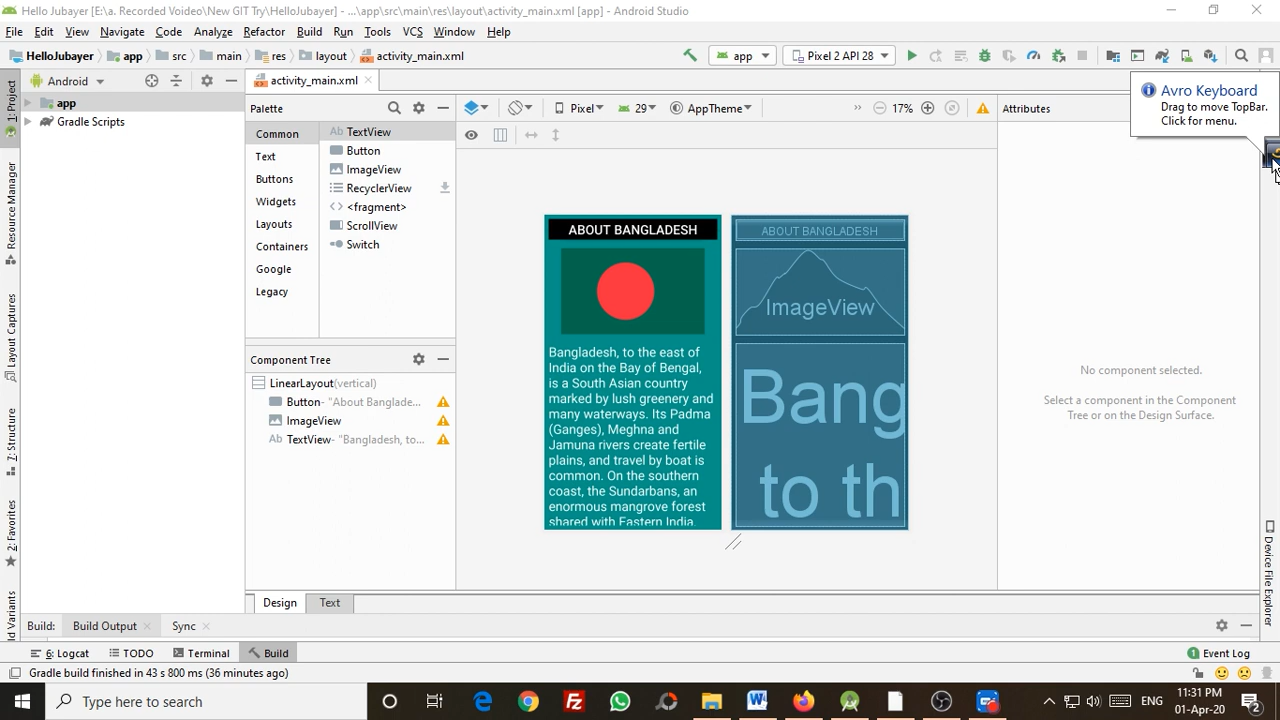 Hello Jubayer [E:\a. Recorded Voideo\New GIT Try\HelloJubayer] - ...\app\src\main\res\layout\activity_main.xml [app] - Android Studio
File Edit View Navigate Code Analyze Refactor Build Run Tools VCS Window Help
HelloJubayer app src main res layout activity_main.xml app Pixel 2 API 28
Android activity_main.xml
Palette Pixel 29 AppTheme 17% Attributes
Avro Keyboard
Drag to move TopBar.
Click for menu.
1: Project
Resource Manager
Layout Captures
7: Structure
2: Favorites
ld Variants
app
Gradle Scripts
Common
Text
Buttons
Widgets
Layouts
Containers
Google
Legacy
Ab TextView
Button
ImageView
RecyclerView
<> <fragment>
ScrollView
Switch
Component Tree
LinearLayout(vertical)
Button- "About Banglade...
ImageView
Ab TextView- "Bangladesh, to...
ABOUT BANGLADESH
Bangladesh, to the east of
India on the Bay of Bengal,
is a South Asian country
marked by lush greenery and
many waterways. Its Padma
(Ganges), Meghna and
Jamuna rivers create fertile
plains, and travel by boat is
common. On the southern
coast, the Sundarbans, an
enormous mangrove forest
shared with Eastern India,
ABOUT BANGLADESH
ImageView
Bang
to th
No component selected.
Select a component in the Component
Tree or on the Design Surface.
Device File Explorer
Design Text
Build: Build Output Sync
6: Logcat TODO Terminal Build 1 Event Log
Gradle build finished in 43 s 800 ms (36 minutes ago)
Type here to search
ENG
11:31 PM
01-Apr-20
2